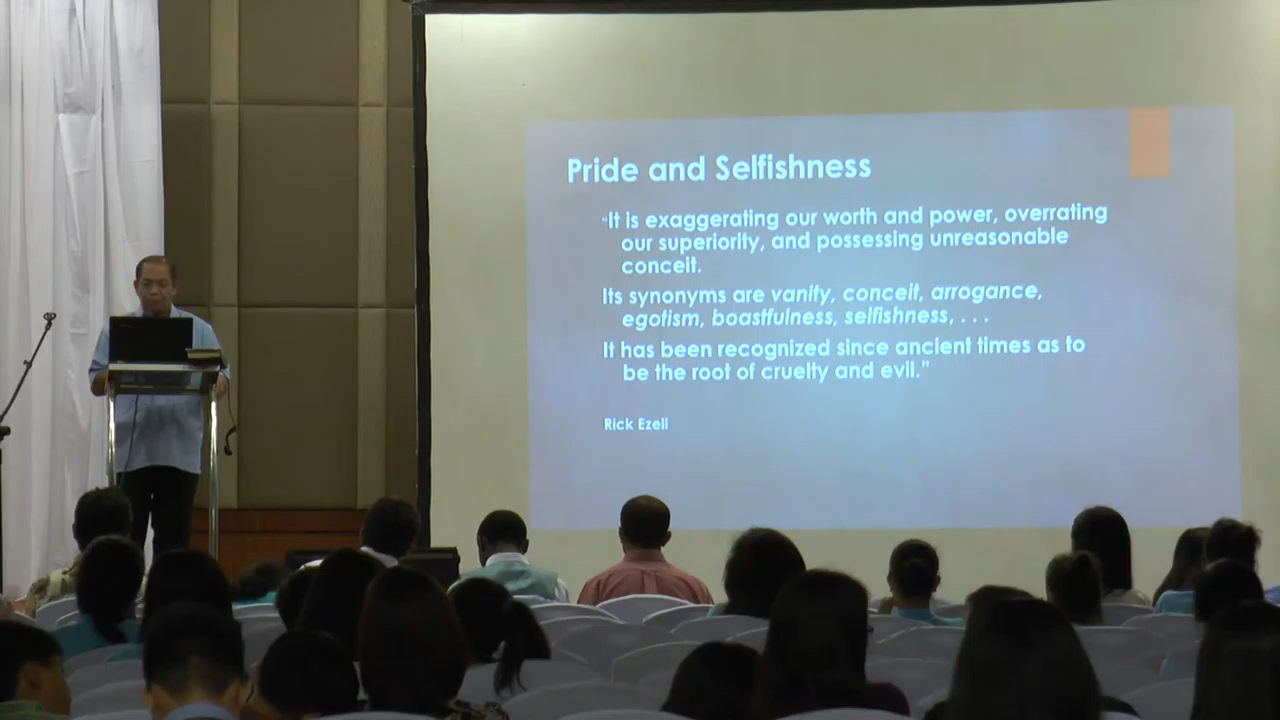 Pride and Selfishness
"It is exaggerating our worth and power, overrating
our superiority, and possessing unreasonable
conceit.
Its synonyms are vanity, conceit, arrogance,
egotism, boastfulness, selfishness, . . .
It has been recognized since ancient times as to
be the root of cruelty and evil."
Rick Ezell